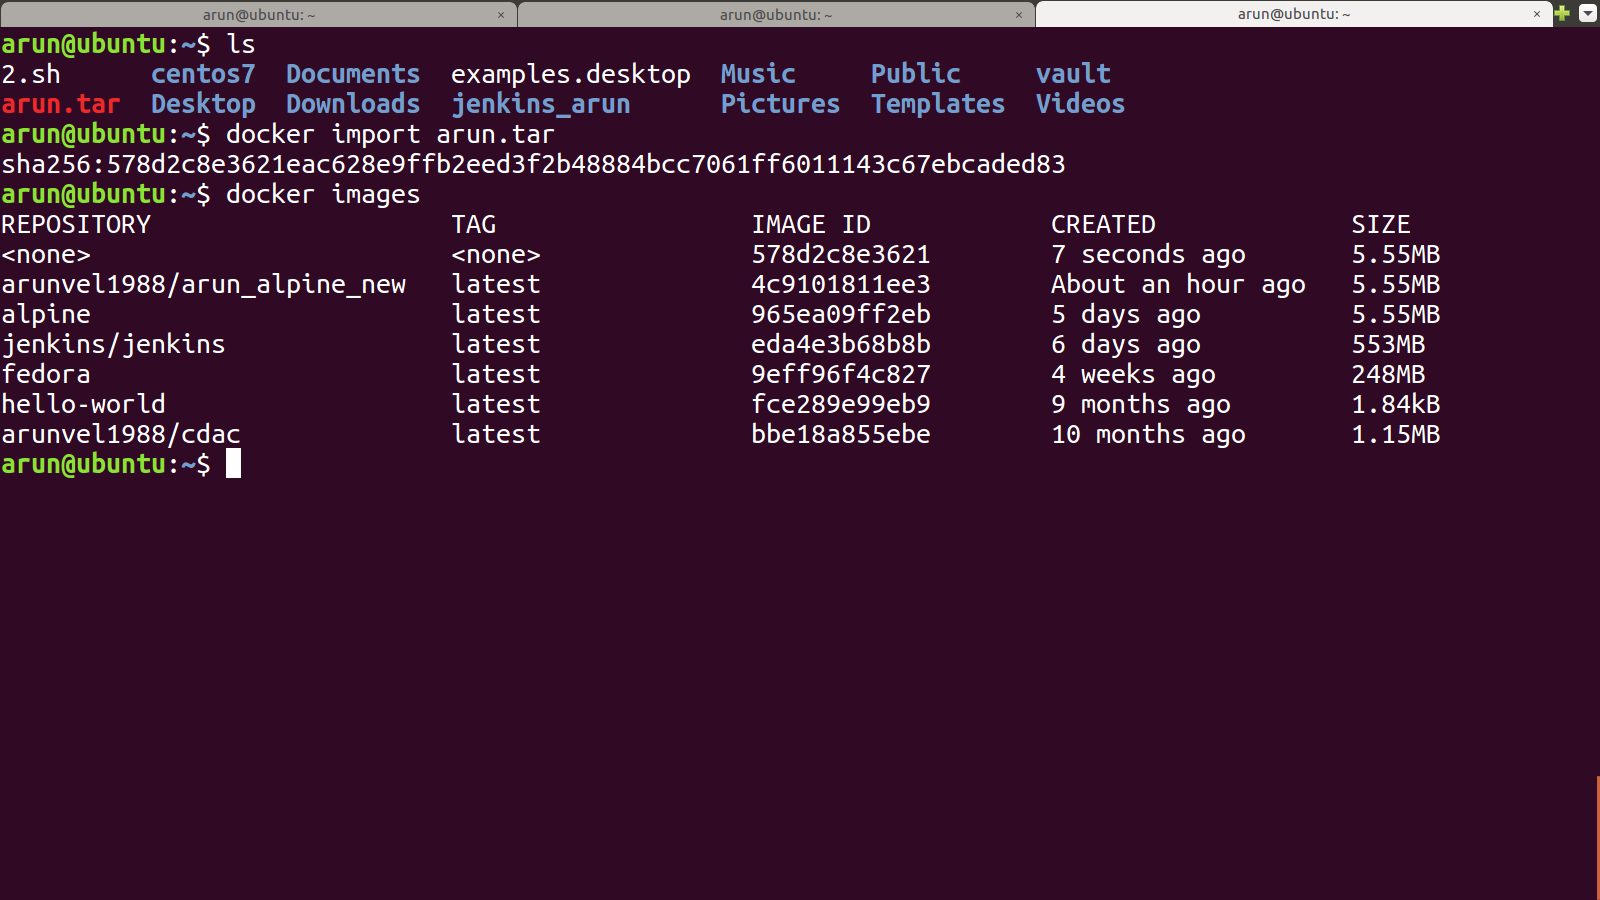 arun@ubuntu: ~ × arun@ubuntu: ~ × arun@ubuntu: ~ ×
arun@ubuntu:~$ ls
2.sh centos7 Documents examples.desktop Music Public vault
arun.tar Desktop Downloads jenkins_arun Pictures Templates Videos
arun@ubuntu:~$ docker import arun.tar
sha256:578d2c8e3621eac628e9ffb2eed3f2b48884bcc7061ff6011143c67ebcaded83
arun@ubuntu:~$ docker images
REPOSITORY TAG IMAGE ID CREATED SIZE
<none> <none> 578d2c8e3621 7 seconds ago 5.55MB
arunvel1988/arun_alpine_new latest 4c9101811ee3 About an hour ago 5.55MB
alpine latest 965ea09ff2eb 5 days ago 5.55MB
jenkins/jenkins latest eda4e3b68b8b 6 days ago 553MB
fedora latest 9eff96f4c827 4 weeks ago 248MB
hello-world latest fce289e99eb9 9 months ago 1.84kB
arunvel1988/cdac latest bbe18a855ebe 10 months ago 1.15MB
arun@ubuntu:~$